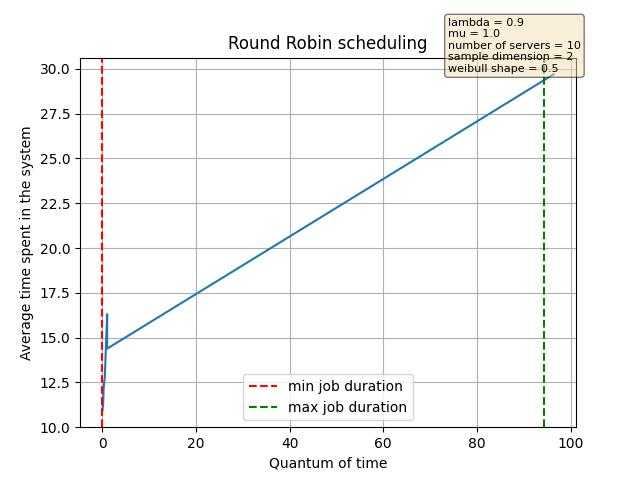 Round Robin scheduling
lambda = 0.9
mu = 1.0
number of servers = 10
sample dimension = 2
weibull shape = 0.5
Average time spent in the system
30.0
27.5
25.0
22.5
20.0
17.5
15.0
12.5
10.0
min job duration
max job duration
0 20 40 60 80 100
Quantum of time